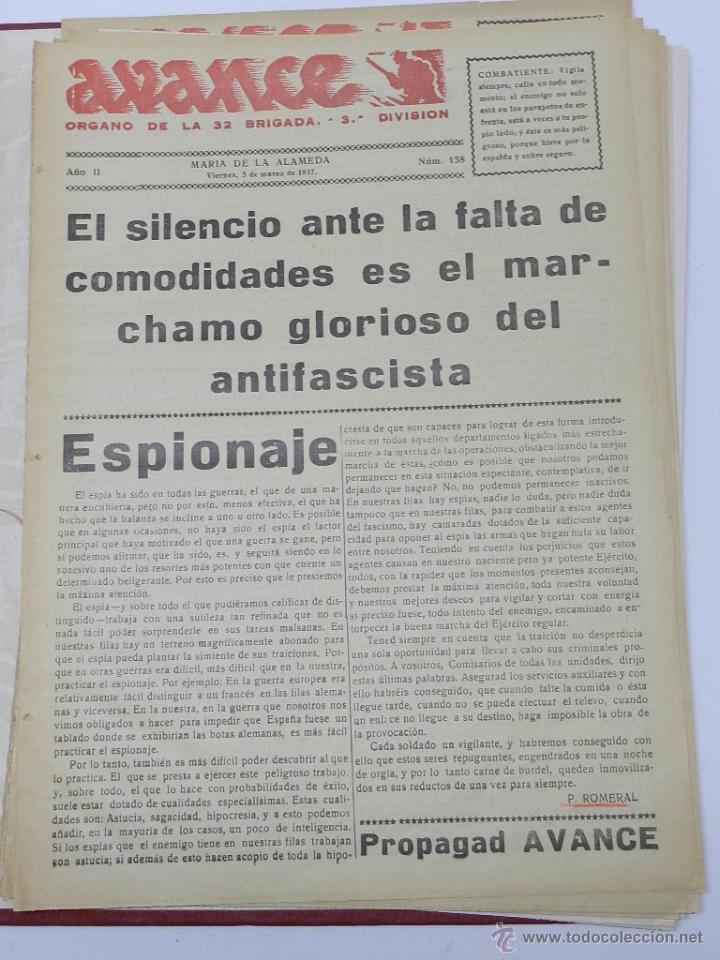 avance
ORGANO DE LA 32 BRIGADA. - 3.ª DIVISION
COMBATIENTE: Vigila
siempre, calla en todo mo-
mento; el enemigo no solo
está en los parapetos de en-
frente, está a veces a tu pro-
pio lado, y éste es más peli-
groso, porque hiere por la
espalda y sobre seguro.
Año II
MARIA DE LA ALAMEDA
Viernes, 5 de marzo de 1937.
Núm. 138
El silencio ante la falta de
comodidades es el mar-
chamo glorioso del
antifascista
Espionaje
El espía ha sido en todas las guerras, el que de una ma-
nera encubierta, pero no por esto, menos efectiva, el que ha
hecho que la balanza se incline a uno u otro lado. Es posible
que en algunas ocasiones, no haya sido el espía el factor
principal que haya motivado el que una guerra se gane, pero si
podemos afirmar, que ha sido, es, y seguirá siendo en lo
sucesivo uno de los resortes más potentes con que cuente un
determinado beligerante. Por esto es preciso que le prestemos
la máxima atención.
El espía—y sobre todo el que pudiéramos calificar de dis-
tinguido—trabaja con una sutileza tan refinada que no es
nada fácil poder sorprenderle en sus tareas malsanas. En
nuestras filas hay un terreno magníficamente abonado para
que el espía pueda plantar la simiente de sus traiciones. Por-
que en otras guerras era difícil, más difícil que en la nuestra,
practicar el espionaje. Por ejemplo: En la guerra europea era
relativamente fácil distinguir a un francés en las filas alema-
nas y viceversa. En la nuestra, en la guerra que nosotros nos
vimos obligados a hacer para impedir que España fuese un
tablado donde se exhibirían las botas alemanas, es más fácil
practicar el espionaje.
Por lo tanto, también es más difícil poder descubrir al que
lo practica. El que se presta a ejercer este peligroso trabajo,
y, sobre todo, el que lo hace con probabilidades de éxito,
suele estar dotado de cualidades especialísimas. Estas cuali-
dades son: Astucia, sagacidad, hipocresía, y a esto podemos
añadir, en la mayoría de los casos, un poco de inteligencia.
Si los espías que el enemigo tiene en nuestras filas trabajan
con astucia; si además de esto hacen acopio de toda la hipo-
cresía de que son capaces para lograr de esta forma introdu-
cirse en todos aquellos departamentos ligados más estrecha-
mente a la marcha de las operaciones, obstaculizando la mejor
marcha de éstas, ¿cómo es posible que nosotros podamos
permanecer en esta situación espectante, contemplativa, de ir
dejando que hagan? No, no podemos permanecer inactivos.
En nuestras filas hay espías, nadie lo duda, pero nadie duda
tampoco que en nuestras filas, para combatir a estos agentes
del fascismo, hay camaradas dotados de la suficiente capa-
cidad para oponer al espía las armas que hagan nula su labor
entre nosotros. Teniendo en cuenta los perjuicios que estos
agentes causan en nuestro naciente pero ya potente Ejército,
todos, con la rapidez que los momentos presentes aconsejan,
debemos prestar la máxima atención, toda nuestra voluntad
y nuestros mejores deseos para vigilar y cortar con energía
si preciso fuese, todo intento del enemigo, encaminado a en-
torpecer la buena marcha del Ejército regular.
Tened siempre en cuenta que la traición no desperdicia
una sola oportunidad para llevar a cabo sus criminales pro-
pósitos. A vosotros, Comisarios de todas las unidades, dirijo
estas últimas palabras. Asegurad los servicios auxiliares y con
ello habréis conseguido, que cuando falte la comida o ésta
llegue tarde, cuando no se pueda efectuar el relevo, cuando
un enlace no llegue a su destino, haga imposible la obra de
la provocación.
Cada soldado un vigilante, y habremos conseguido con
ello que estos seres repugnantes, engendrados en una noche
de orgía, y por lo tanto carne de burdel, queden inmoviliza-
dos en sus reductos de una vez para siempre.
P. ROMERAL
Propagad AVANCE
© www.todocoleccion.net